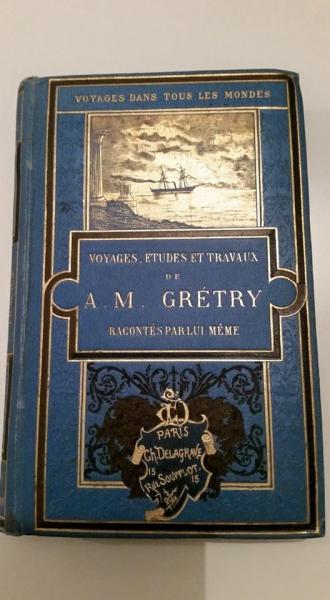 VOYAGES DANS TOUS LES MONDES
VOYAGES, ETUDES ET TRAVAUX
DE
A. M. GRÉTRY
RACONTÉS PAR LUI-MÊME
PARIS
CH. DELAGRAVE
15 RUE SOUFFLOT. 15